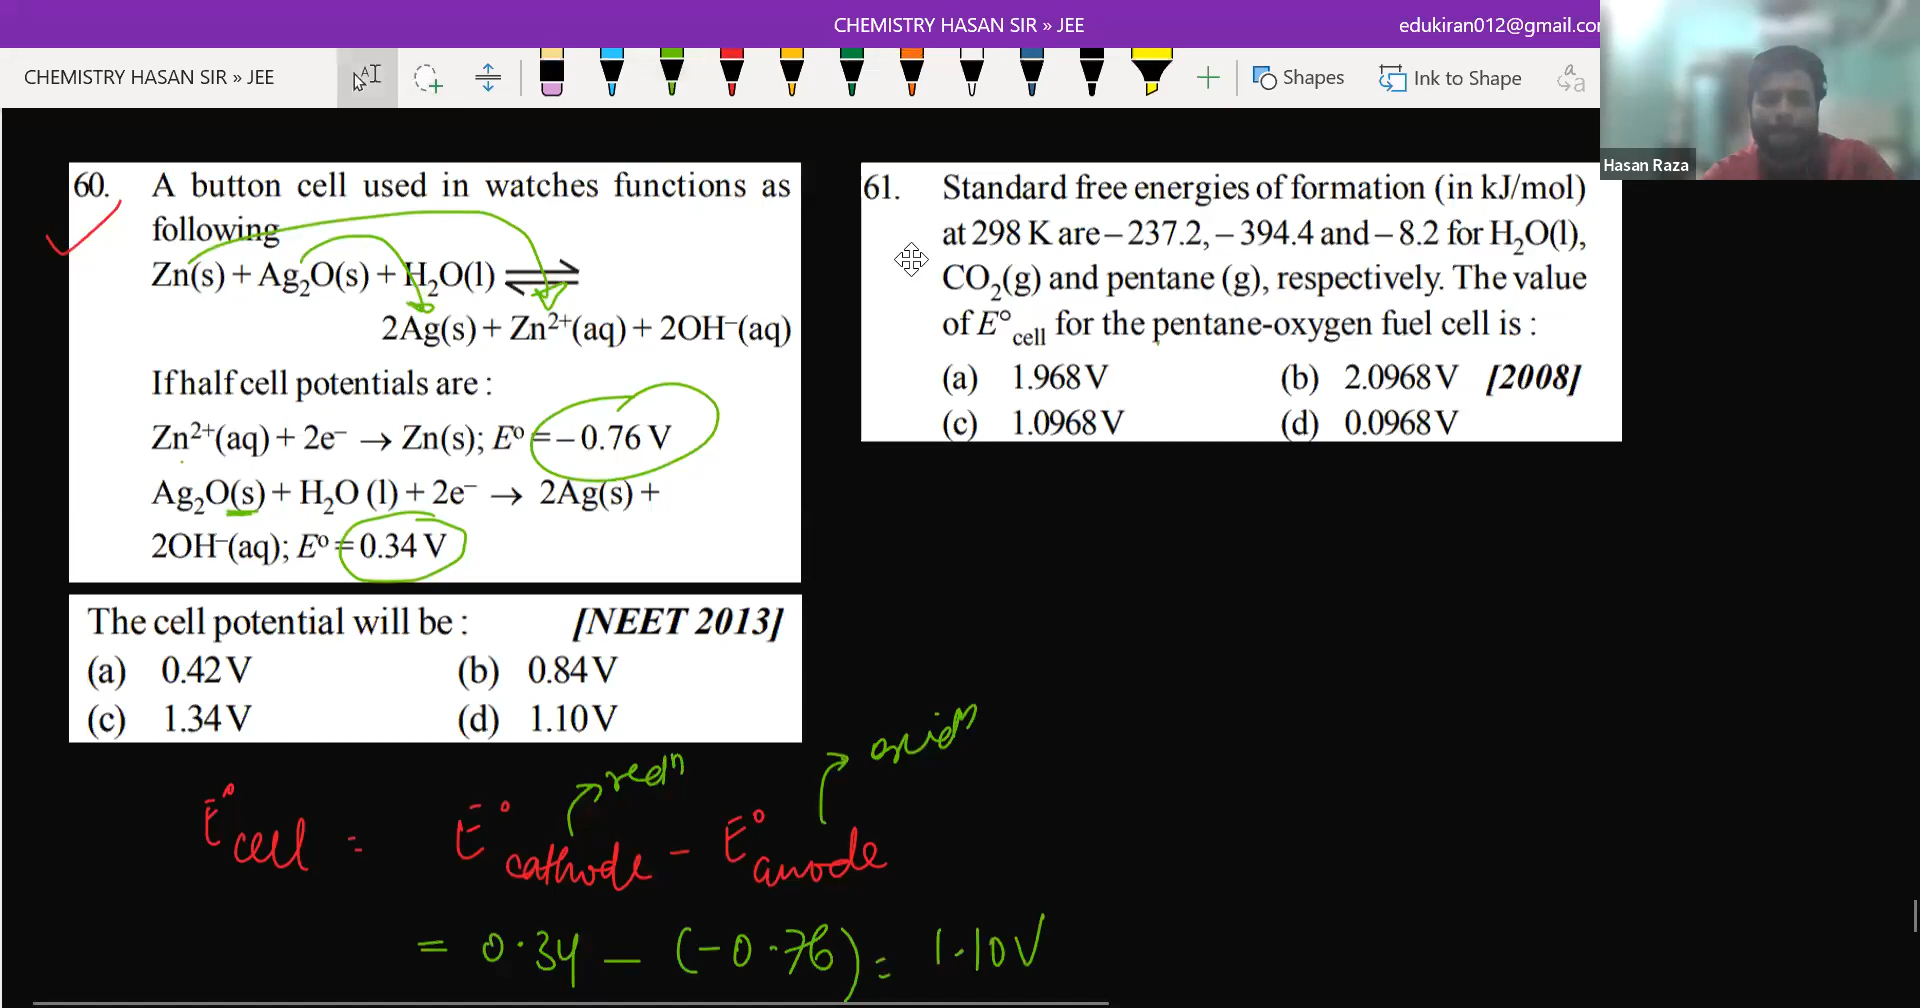 CHEMISTRY HASAN SIR » JEE
edukiran012@gmail.co
CHEMISTRY HASAN SIR » JEE
Shapes
Ink to Shape
Hasan Raza
60. A button cell used in watches functions as
following
Zn(s) + Ag₂O(s) + H₂O(l) ⇌
2Ag(s) + Zn²⁺(aq) + 2OH⁻(aq)
If half cell potentials are :
Zn²⁺(aq) + 2e⁻ → Zn(s); Eº = – 0.76 V
Ag₂O(s) + H₂O (l) + 2e⁻ → 2Ag(s) +
2OH⁻(aq); Eº = 0.34 V
The cell potential will be : [NEET 2013]
(a) 0.42 V (b) 0.84 V
(c) 1.34 V (d) 1.10 V
redn
oxidn
E°cell = E°cathode - E°anode
= 0.34 - (-0.76) = 1.10V
61. Standard free energies of formation (in kJ/mol)
at 298 K are – 237.2, – 394.4 and – 8.2 for H₂O(l),
CO₂(g) and pentane (g), respectively. The value
of E°cell for the pentane-oxygen fuel cell is :
(a) 1.968 V (b) 2.0968 V [2008]
(c) 1.0968 V (d) 0.0968 V